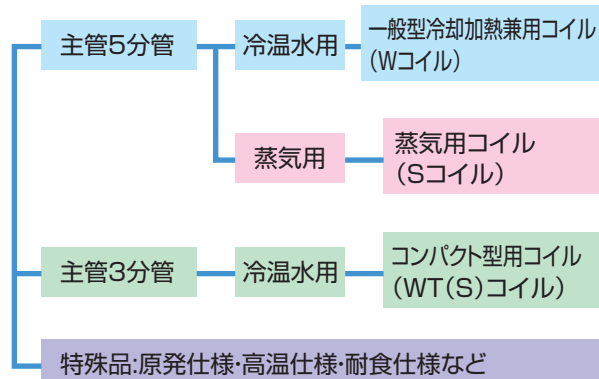 主管5分管
冷温水用
一般型冷却加熱兼用コイル
(Wコイル)
蒸気用
蒸気用コイル
(Sコイル)
主管3分管
冷温水用
コンパクト型用コイル
(WT(S)コイル)
特殊品:原発仕様・高温仕様・耐食仕様など